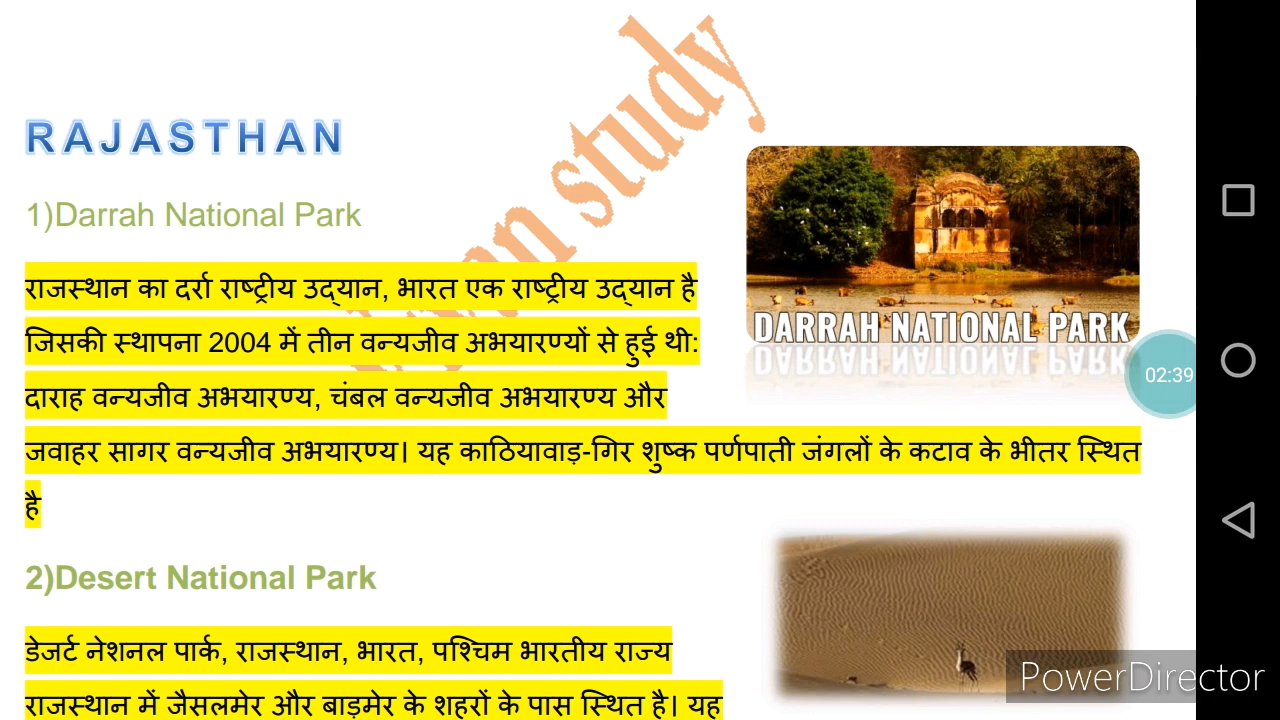 RAJASTHAN
1)Darrah National Park
राजस्थान का दर्रा राष्ट्रीय उद्यान, भारत एक राष्ट्रीय उद्यान है
जिसकी स्थापना 2004 में तीन वन्यजीव अभयारण्यों से हुई थी:
दाराह वन्यजीव अभयारण्य, चंबल वन्यजीव अभयारण्य और
जवाहर सागर वन्यजीव अभयारण्य। यह काठियावाड़-गिर शुष्क पर्णपाती जंगलों के कटाव के भीतर स्थित
है
DARRAH NATIONAL PARK
02:39
2)Desert National Park
डेजर्ट नेशनल पार्क, राजस्थान, भारत, पश्चिम भारतीय राज्य
राजस्थान में जैसलमेर और बाड़मेर के शहरों के पास स्थित है। यह
study
PowerDirector